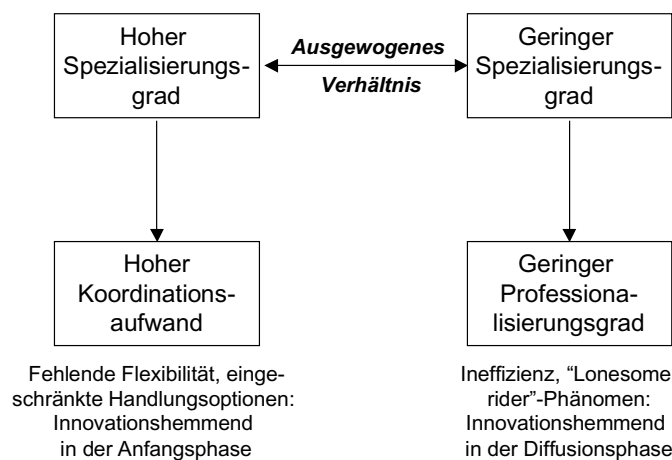 Hoher
Spezialisierungs-
grad
Ausgewogenes
Verhältnis
Geringer
Spezialisierungs-
grad
Hoher
Koordinations-
aufwand
Geringer
Professiona-
lisierungsgrad
Fehlende Flexibilität, einge-
schränkte Handlungsoptionen:
Innovationshemmend
in der Anfangsphase
Ineffizienz, “Lonesome
rider”-Phänomen:
Innovationshemmend
in der Diffusionsphase